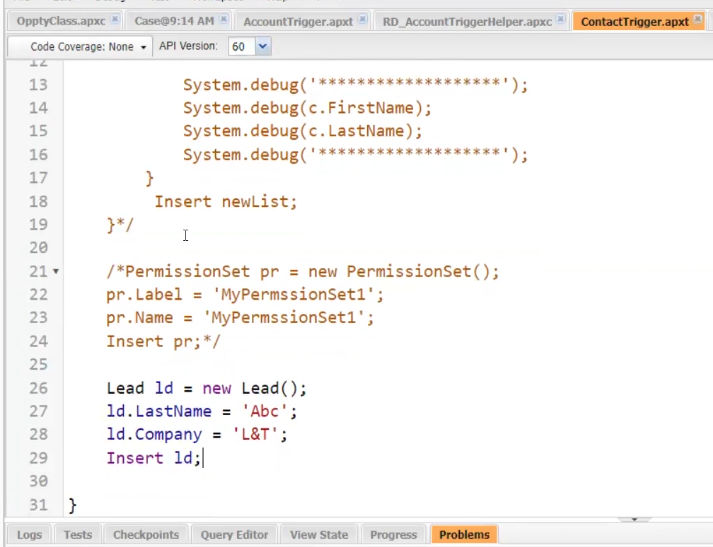 OpptyClass.apxc Case@9:14 AM AccountTrigger.apxt RD_AccountTriggerHelper.apxc ContactTrigger.apxt
Code Coverage: None API Version: 60
12
13 System.debug('*******************');
14 System.debug(c.FirstName);
15 System.debug(c.LastName);
16 System.debug('*******************');
17 }
18 Insert newList;
19 }*/
20
21 /*PermissionSet pr = new PermissionSet();
22 pr.Label = 'MyPermssionSet1';
23 pr.Name = 'MyPermssionSet1';
24 Insert pr;*/
25
26 Lead ld = new Lead();
27 ld.LastName = 'Abc';
28 ld.Company = 'L&T';
29 Insert ld;
30
31 }
Logs Tests Checkpoints Query Editor View State Progress Problems